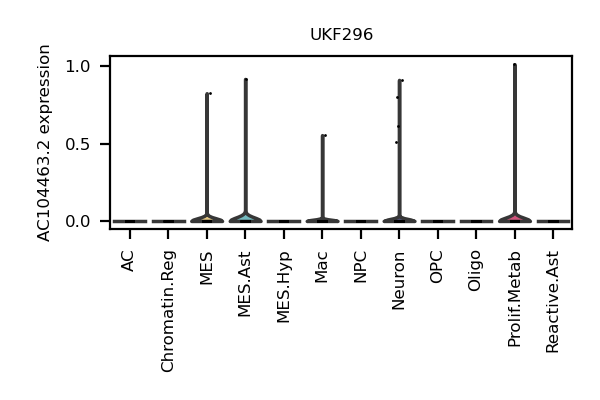 UKF296
AC104463.2 expression
1.0
0.5
0.0
AC
Chromatin.Reg
MES
MES.Ast
MES.Hyp
Mac
NPC
Neuron
OPC
Oligo
Prolif.Metab
Reactive.Ast